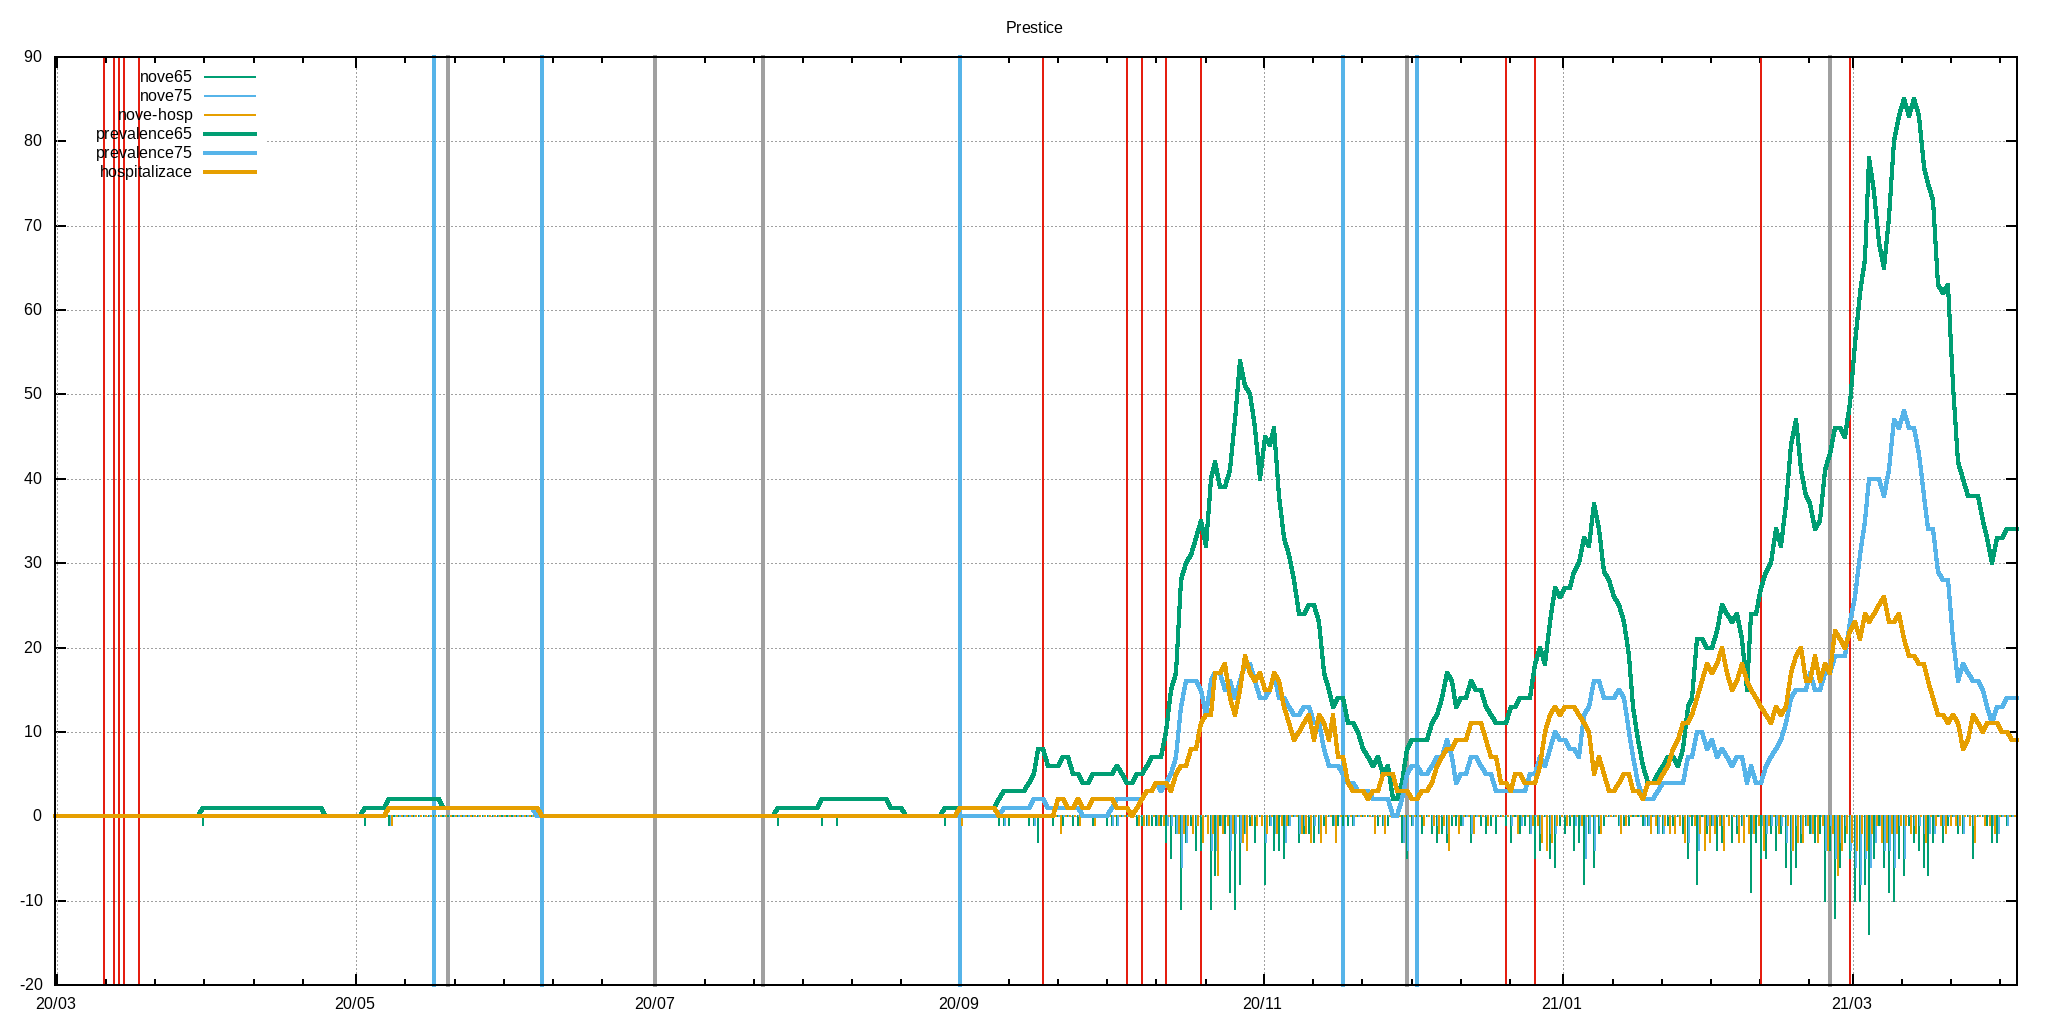 Prestice
90
80
70
60
50
40
30
20
10
0
-10
-20
nove65
nove75
nove-hosp
prevalence65
prevalence75
hospitalizace
20/03 20/05 20/07 20/09 20/11 21/01 21/03